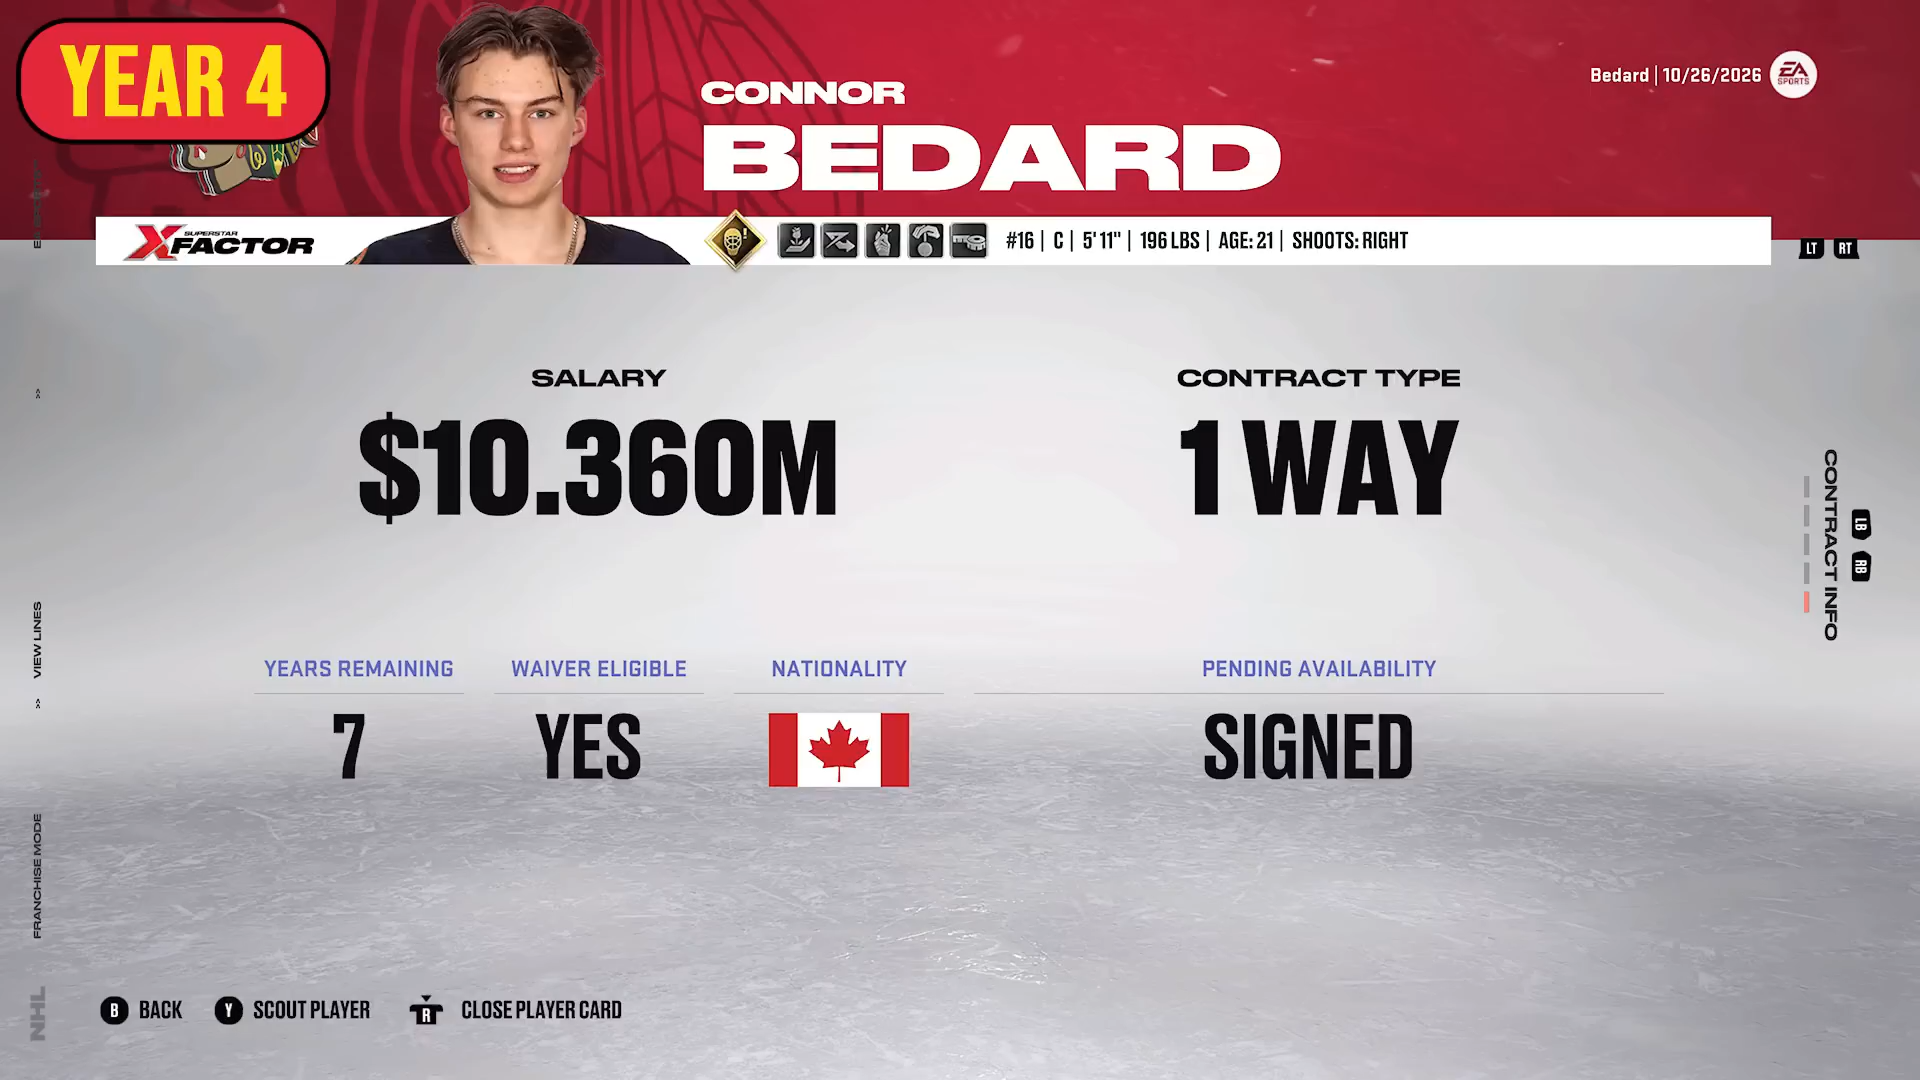 YEAR 4
CONNOR
BEDARD
Bedard | 10/26/2026
EA
SPORTS
SUPERSTAR
X FACTOR
#16 | C | 5'11" | 196 LBS | AGE: 21 | SHOOTS: RIGHT
LT RT
SALARY
$10.360M
CONTRACT TYPE
1 WAY
YEARS REMAINING
7
WAIVER ELIGIBLE
YES
NATIONALITY
PENDING AVAILABILITY
SIGNED
CONTRACT INFO
LB RB
VIEW LINES
FRANCHISE MODE
NHL
B BACK
Y SCOUT PLAYER
R CLOSE PLAYER CARD